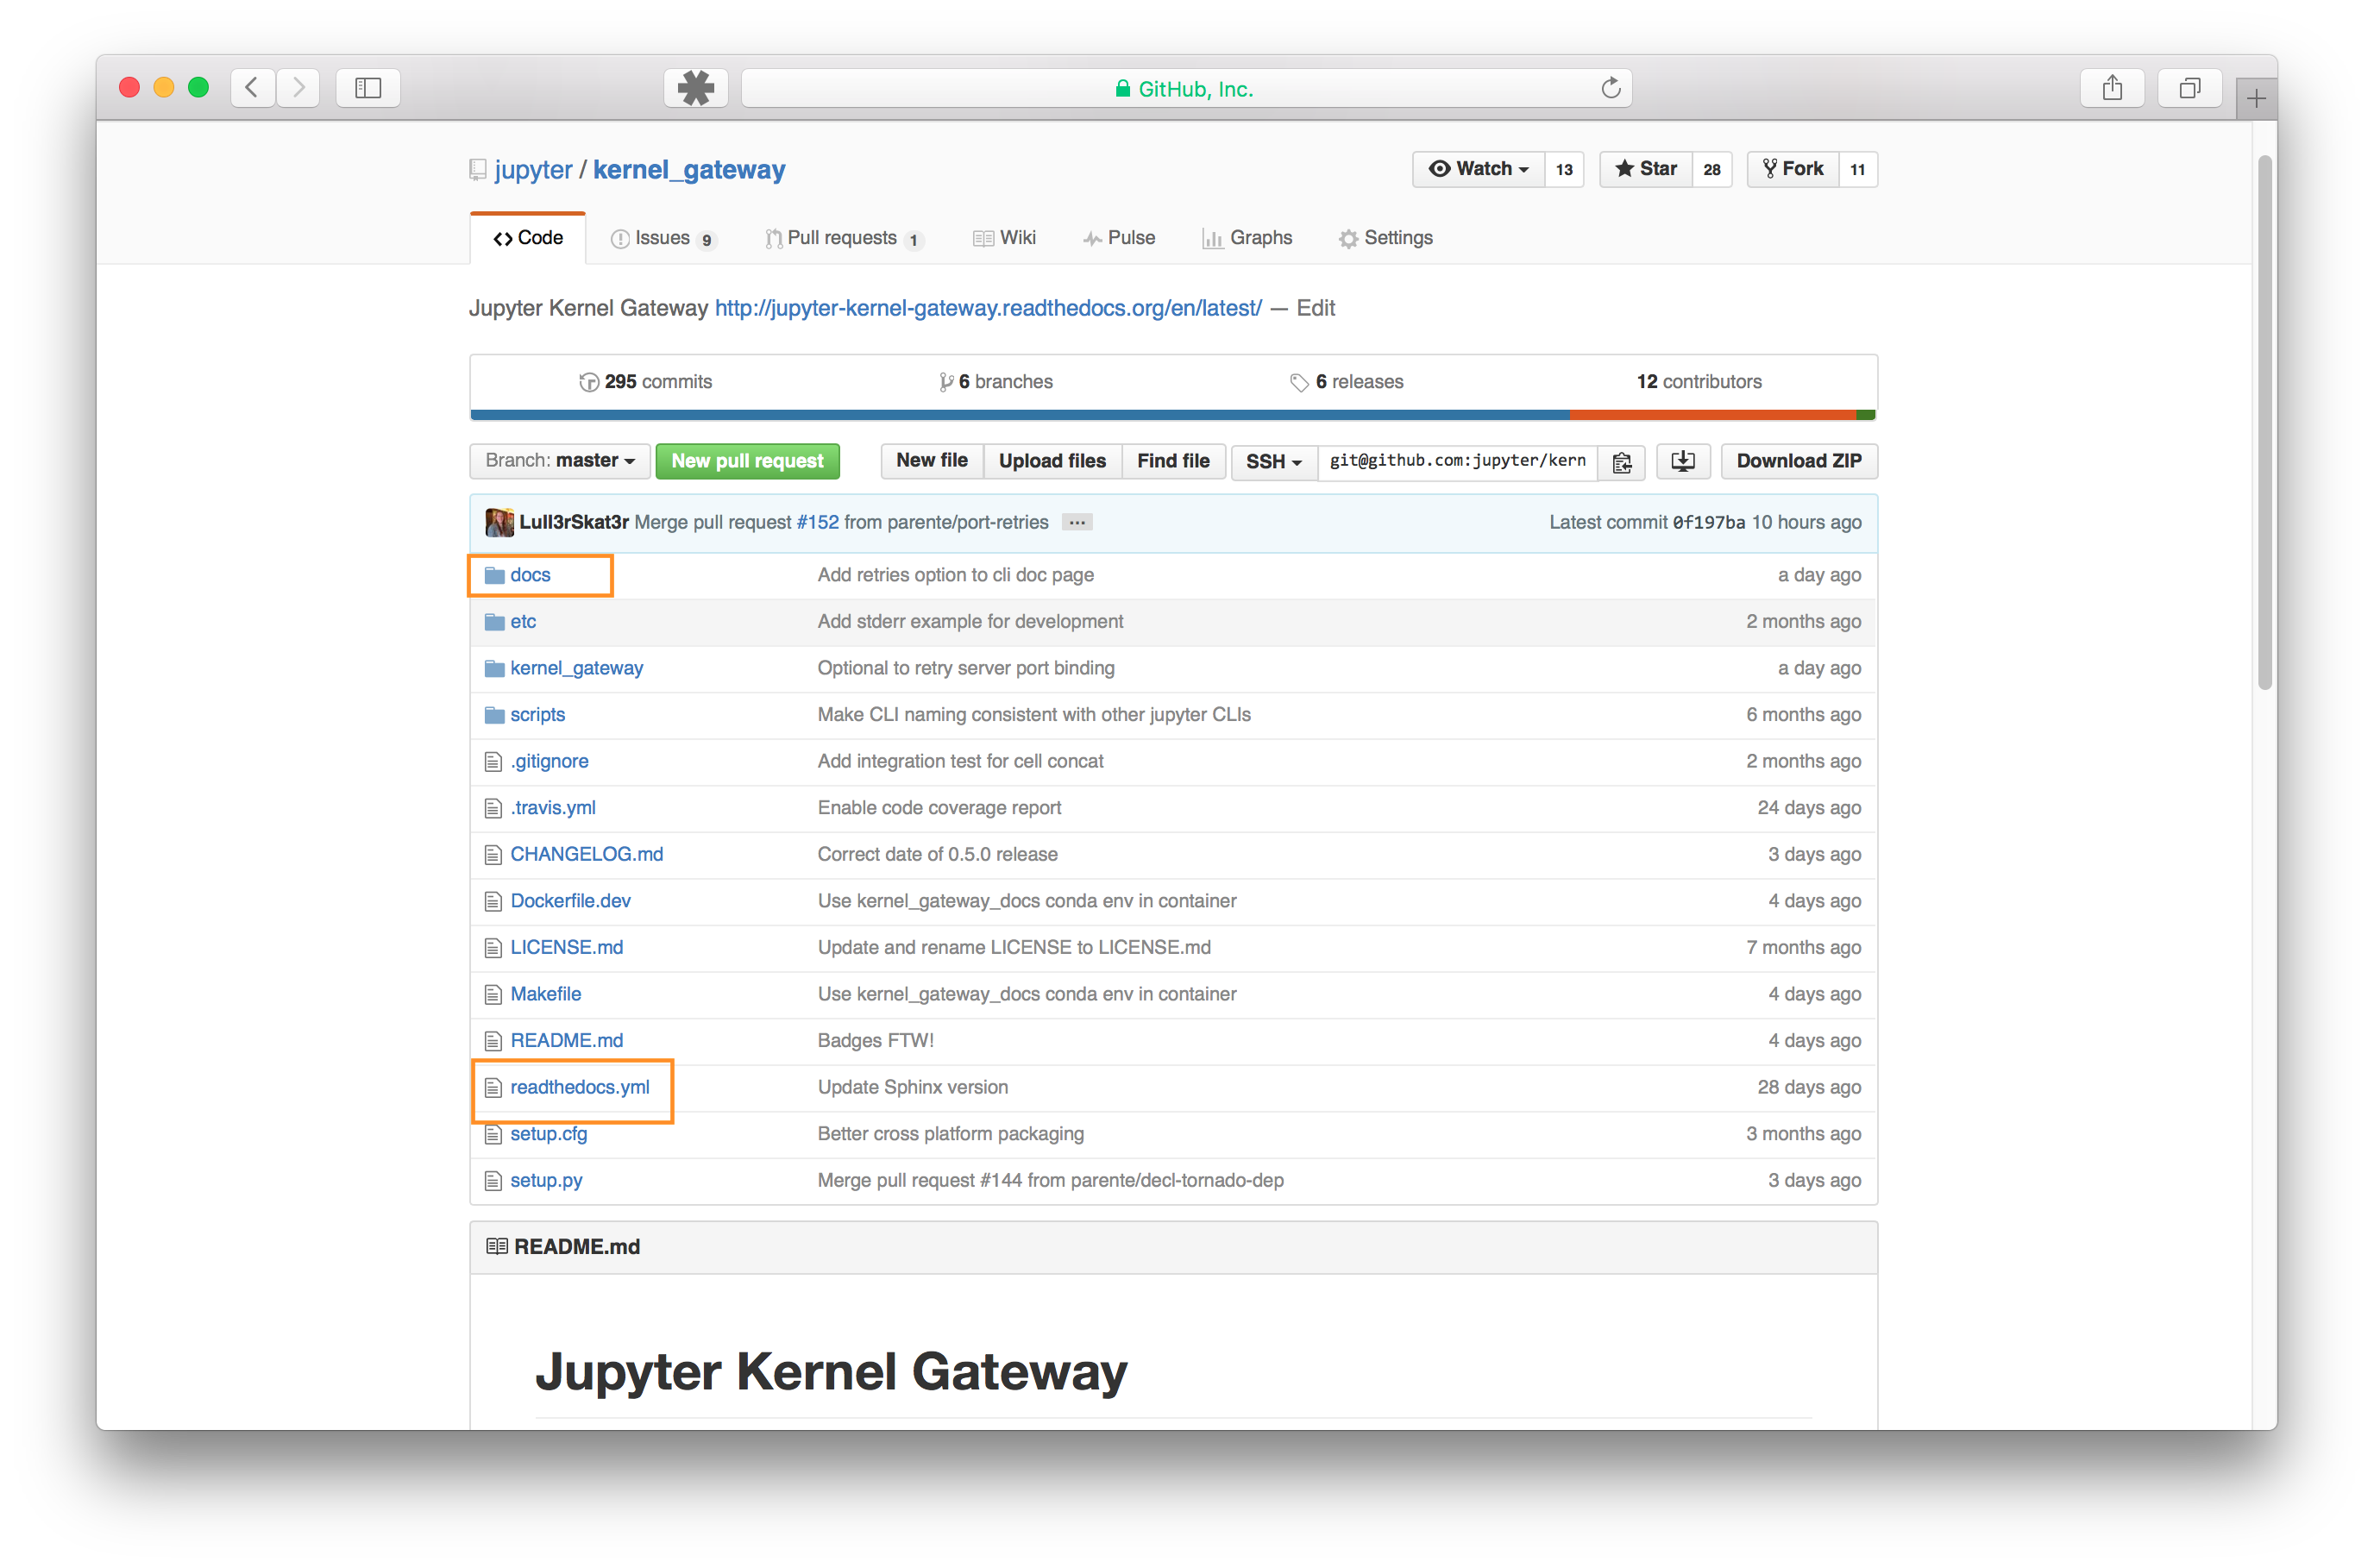 GitHub, Inc.
jupyter / kernel_gateway
Watch 13 Star 28 Fork 11
Code Issues 9 Pull requests 1 Wiki Pulse Graphs Settings
Jupyter Kernel Gateway http://jupyter-kernel-gateway.readthedocs.org/en/latest/ — Edit
295 commits 6 branches 6 releases 12 contributors
Branch: master New pull request New file Upload files Find file SSH git@github.com:jupyter/kern Download ZIP
Lull3rSkat3r Merge pull request #152 from parente/port-retries ... Latest commit 0f197ba 10 hours ago
docs Add retries option to cli doc page a day ago
etc Add stderr example for development 2 months ago
kernel_gateway Optional to retry server port binding a day ago
scripts Make CLI naming consistent with other jupyter CLIs 6 months ago
.gitignore Add integration test for cell concat 2 months ago
.travis.yml Enable code coverage report 24 days ago
CHANGELOG.md Correct date of 0.5.0 release 3 days ago
Dockerfile.dev Use kernel_gateway_docs conda env in container 4 days ago
LICENSE.md Update and rename LICENSE to LICENSE.md 7 months ago
Makefile Use kernel_gateway_docs conda env in container 4 days ago
README.md Badges FTW! 4 days ago
readthedocs.yml Update Sphinx version 28 days ago
setup.cfg Better cross platform packaging 3 months ago
setup.py Merge pull request #144 from parente/decl-tornado-dep 3 days ago
README.md
Jupyter Kernel Gateway